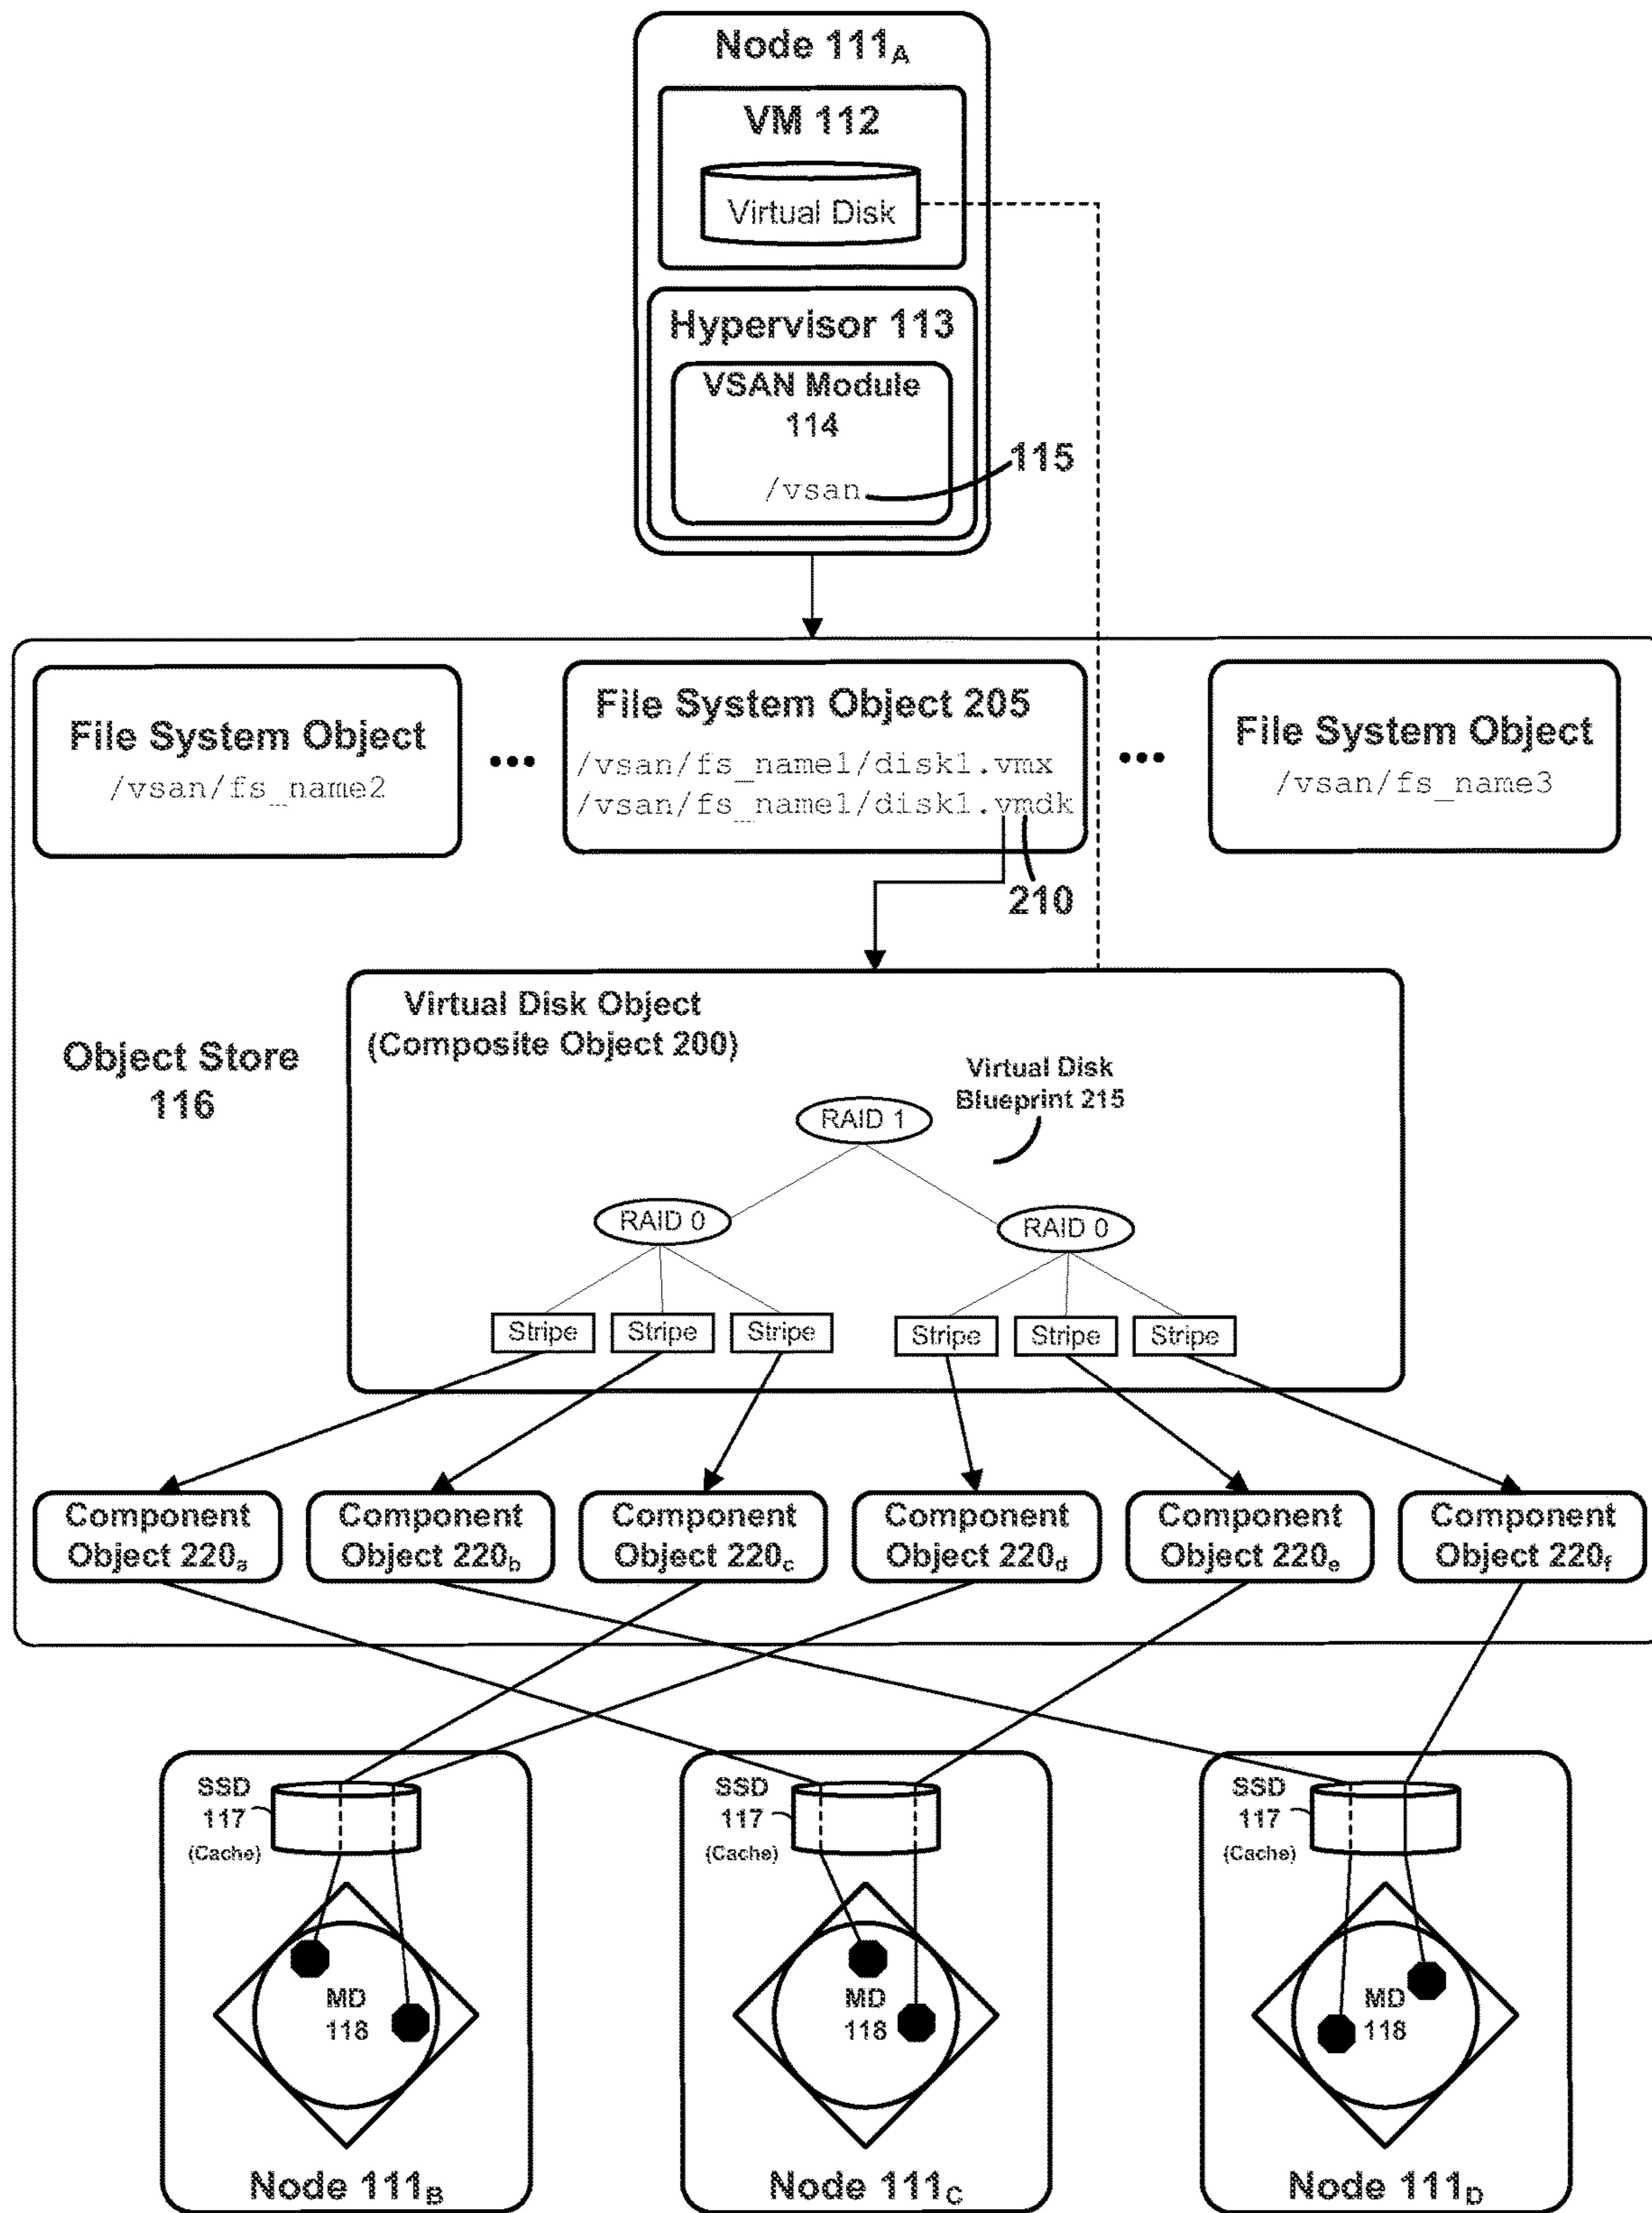 Node 111A
VM 112
Virtual Disk
Hypervisor 113
VSAN Module
114
/vsan
115
File System Object
/vsan/fs_name2
•••
File System Object 205
/vsan/fs_name1/disk1.vmx
/vsan/fs_name1/disk1.vmdk
•••
File System Object
/vsan/fs_name3
210
Object Store
116
Virtual Disk Object
(Composite Object 200)
Virtual Disk
Blueprint 215
RAID 1
RAID 0
RAID 0
Stripe
Stripe
Stripe
Stripe
Stripe
Stripe
Component
Object 220a
Component
Object 220b
Component
Object 220c
Component
Object 220d
Component
Object 220e
Component
Object 220f
SSD
117
(Cache)
MD
118
Node 111B
SSD
117
(Cache)
MD
118
Node 111C
SSD
117
(Cache)
MD
118
Node 111D